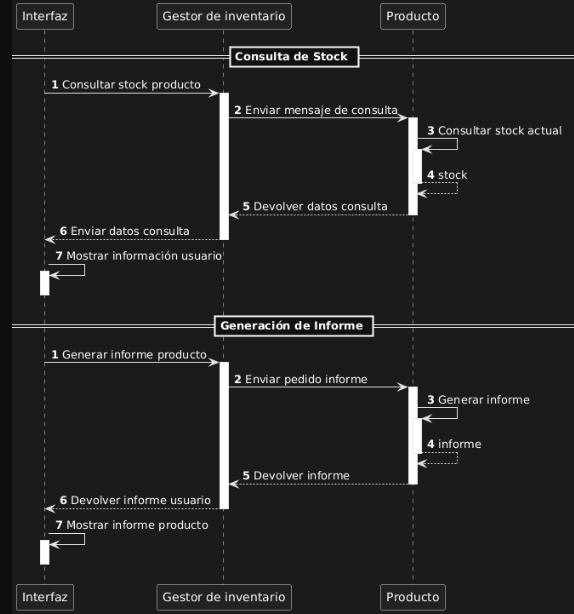 Interfaz Gestor de inventario Producto
Consulta de Stock
1 Consultar stock producto
2 Enviar mensaje de consulta
3 Consultar stock actual
4 stock
5 Devolver datos consulta
6 Enviar datos consulta
7 Mostrar información usuario
Generación de Informe
1 Generar informe producto
2 Enviar pedido informe
3 Generar informe
4 informe
5 Devolver informe
6 Devolver informe usuario
7 Mostrar informe producto
Interfaz Gestor de inventario Producto